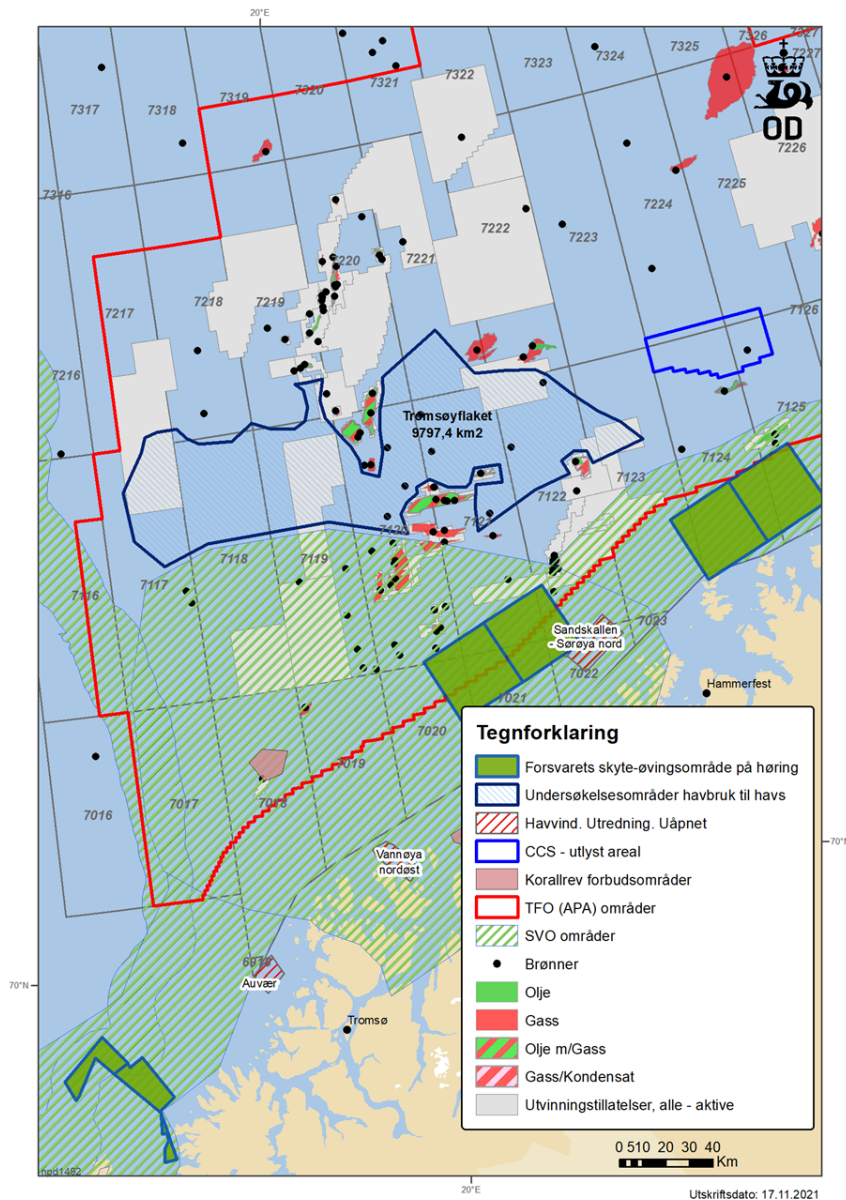 20°E
7317
7318
7319
7320
7321
7322
7323
7324
7325
7326
7327
7227
OD
7226
7316
7225
7224
7223
7222
7221
7220
7219
7218
7217
7216
7126
7125
7124
7123
7122
Tromsøyflaket
9797,4 km2
7120
7121
7119
7118
7117
7116
7023
Sandskallen
- Sørøya nord
7022
7021
7020
7019
7018
7017
7016
Hammerfest
Vannøya
nordøst
70°N
70°N
Auvær
Tromsø
Tegnforklaring
Forsvarets skyte-øvingsområde på høring
Undersøkelsesområder havbruk til havs
Havvind. Utredning. Uåpnet
CCS - utlyst areal
Korallrev forbudsområder
TFO (APA) områder
SVO områder
Brønner
Olje
Gass
Olje m/Gass
Gass/Kondensat
Utvinningtillatelser, alle - aktive
0 510 20 30 40
Km
npd1492
20°E
Utskriftsdato: 17.11.2021